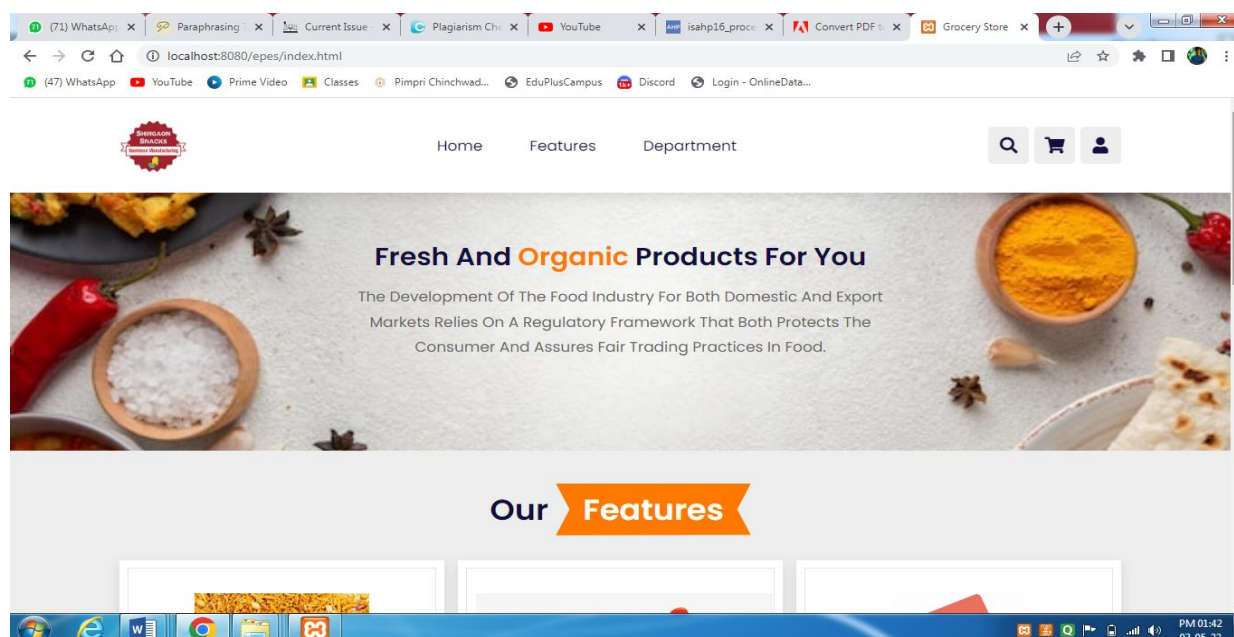 (71) WhatsAp
Paraphrasing T
Current Issue -
Plagiarism Che
YouTube
isahp16_proce
Convert PDF t
Grocery Store
localhost:8080/epes/index.html
(47) WhatsApp
YouTube
Prime Video
Classes
Pimpri Chinchwad...
EduPlusCampus
Discord
Login - OnlineData...
SHIRGAON
SNACKS
Home
Features
Department
Fresh And Organic Products For You
The Development Of The Food Industry For Both Domestic And Export
Markets Relies On A Regulatory Framework That Both Protects The
Consumer And Assures Fair Trading Practices In Food.
Our Features
PM 01:42